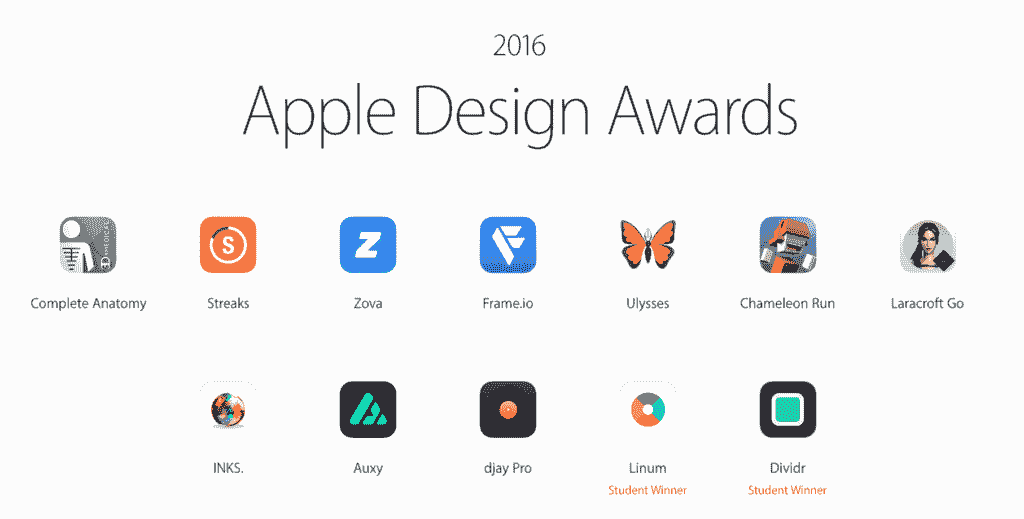 2016
Apple Design Awards
3D4MEDICAL
S
Z
F
Complete Anatomy
Streaks
Zova
Frame.io
Ulysses
Chameleon Run
Laracroft Go
INKS.
Auxy
djay Pro
Linum
Dividr
Student Winner
Student Winner